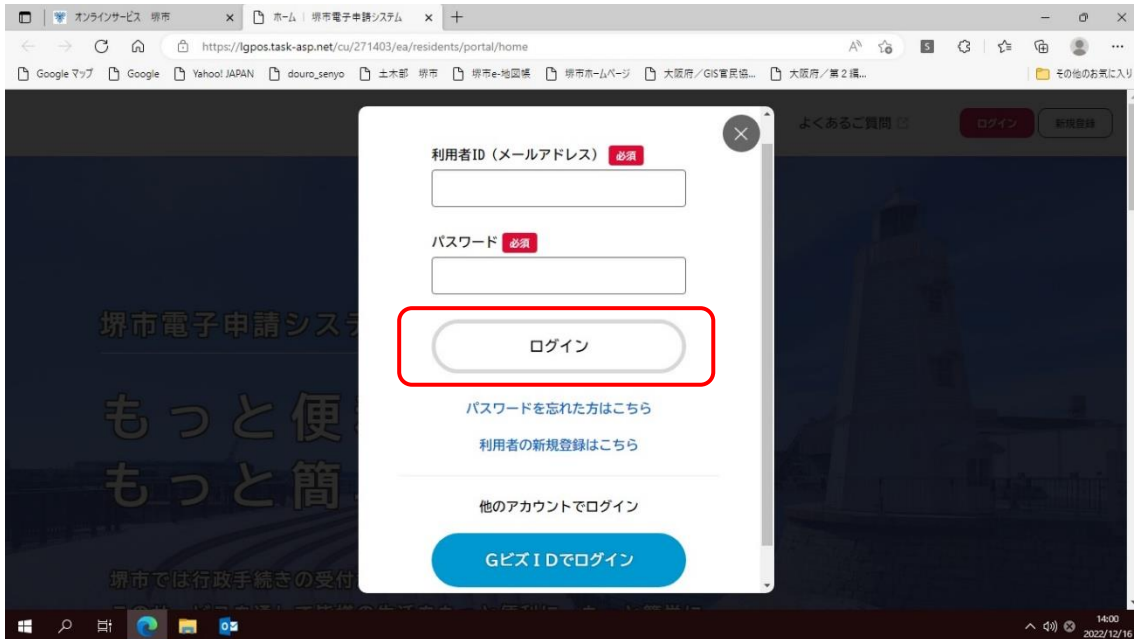 オンラインサービス 堺市
ホーム | 堺市電子申請システム
https://lgpos.task-asp.net/cu/271403/ea/residents/portal/home
Google マップ
Google
Yahoo! JAPAN
douro_senyo
土木部 堺市
堺市e-地図帳
堺市ホームページ
大阪府／GIS官民協...
大阪府／第２編...
その他のお気に入り
よくあるご質問
ログイン
新規登録
利用者ID（メールアドレス） 必須
パスワード 必須
ログイン
パスワードを忘れた方はこちら
利用者の新規登録はこちら
他のアカウントでログイン
GビズＩＤでログイン
堺市電子申請システ
もっと便
もっと簡
堺市では行政手続きの受付
14:00
2022/12/16